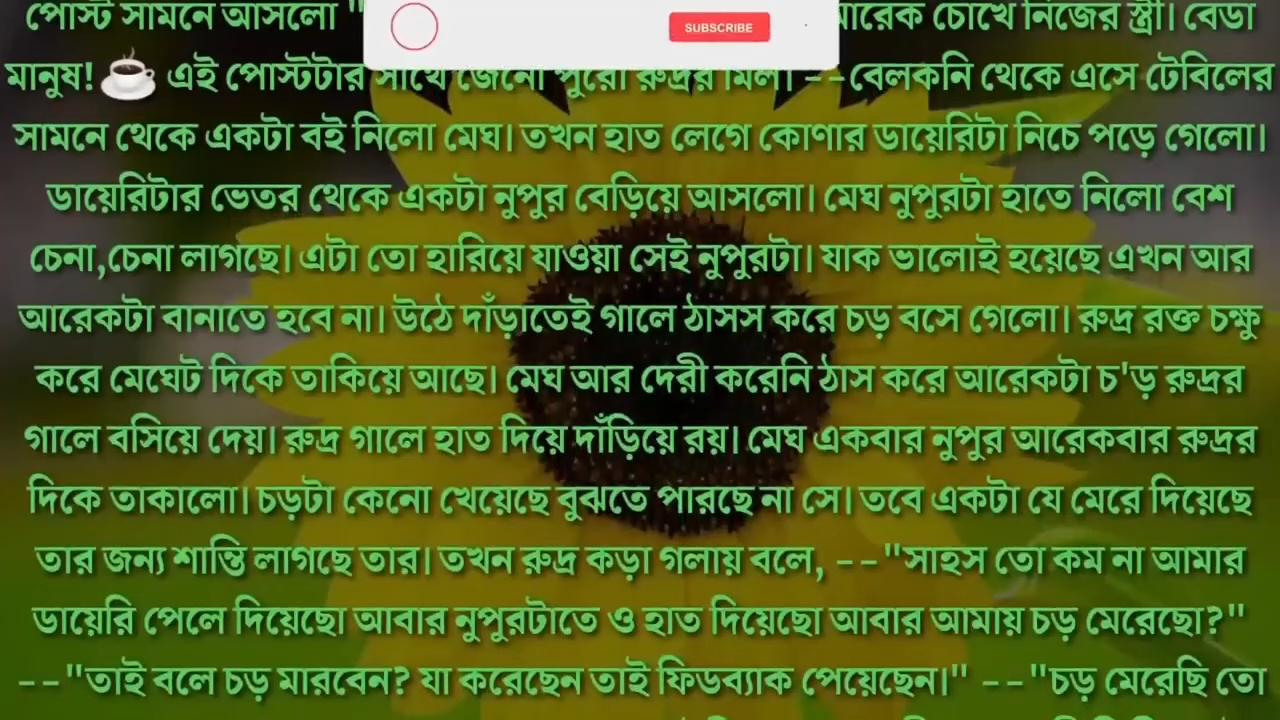 পোস্ট সামনে আসলো "
SUBSCRIBE
আরেক চোখে নিজের স্ত্রী। বেডা
মানুষ! ☕ এই পোস্টটার সাথে জেনো পুরো রুদ্রর মিল। --বেলকনি থেকে এসে টেবিলের
সামনে থেকে একটা বই নিলো মেঘ। তখন হাত লেগে কোণার ডায়েরিটা নিচে পড়ে গেলো।
ডায়েরিটার ভেতর থেকে একটা নুপুর বেড়িয়ে আসলো। মেঘ নুপুরটা হাতে নিলো বেশ
চেনা,চেনা লাগছে। এটা তো হারিয়ে যাওয়া সেই নুপুরটা। যাক ভালোই হয়েছে এখন আর
আরেকটা বানাতে হবে না। উঠে দাঁড়াতেই গালে ঠাসস করে চড় বসে গেলো। রুদ্র রক্ত চক্ষু
করে মেঘেট দিকে তাকিয়ে আছে। মেঘ আর দেরী করেনি ঠাস করে আরেকটা চ'ড় রুদ্রর
গালে বসিয়ে দেয়। রুদ্র গালে হাত দিয়ে দাঁড়িয়ে রয়। মেঘ একবার নুপুর আরেকবার রুদ্রর
দিকে তাকালো। চড়টা কেনো খেয়েছে বুঝতে পারছে না সে। তবে একটা যে মেরে দিয়েছে
তার জন্য শান্তি লাগছে তার। তখন রুদ্র কড়া গলায় বলে, --"সাহস তো কম না আমার
ডায়েরি পেলে দিয়েছো আবার নুপুরটাতে ও হাত দিয়েছো আবার আমায় চড় মেরেছো?"
--"তাই বলে চড় মারবেন? যা করেছেন তাই ফিডব্যাক পেয়েছেন।" --"চড় মেরেছি তো